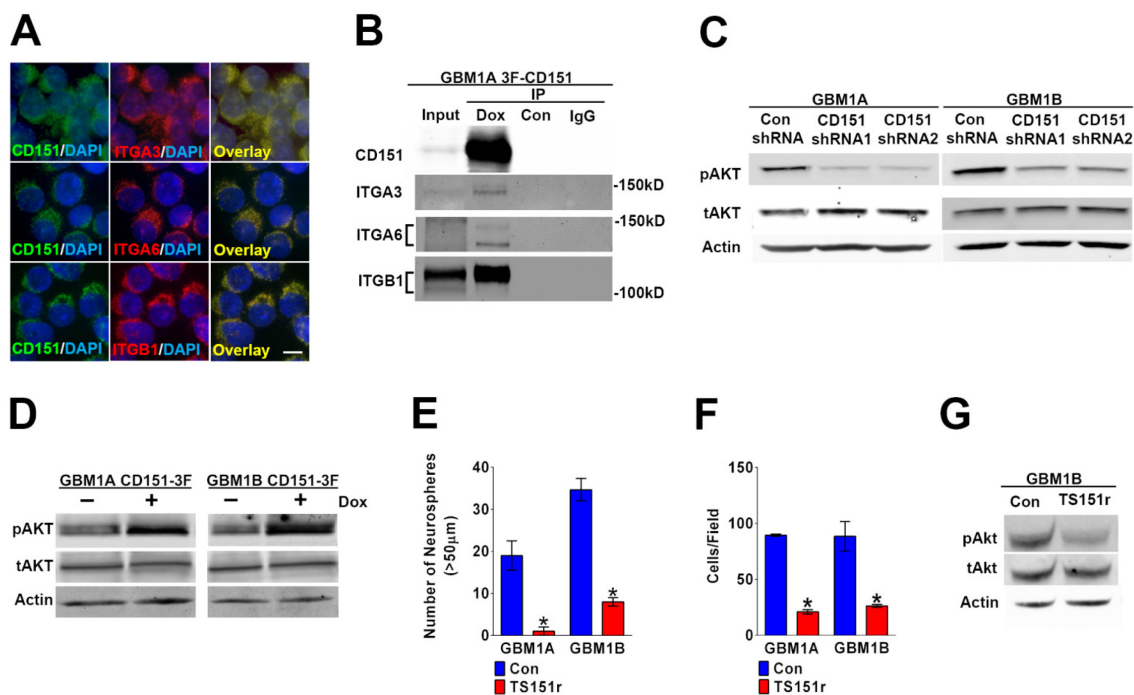 A
CD151/DAPI ITGA3/DAPI Overlay
CD151/DAPI ITGA6/DAPI Overlay
CD151/DAPI ITGB1/DAPI Overlay
B
GBM1A 3F-CD151
IP
Input Dox Con IgG
CD151
ITGA3 -150kD
-150kD
ITGA6
ITGB1
-100kD
C
GBM1A GBM1B
Con CD151 CD151 Con CD151 CD151
shRNA shRNA1 shRNA2 shRNA shRNA1 shRNA2
pAKT
tAKT
Actin
D
GBM1A CD151-3F GBM1B CD151-3F
− + − + Dox
pAKT
tAKT
Actin
E
Number of Neurospheres
(>50µm)
40
30
20
10
0
* *
GBM1A GBM1B
Con
TS151r
F
Cells/Field
150
100
50
0
* *
GBM1A GBM1B
Con
TS151r
G
GBM1B
Con TS151r
pAkt
tAkt
Actin